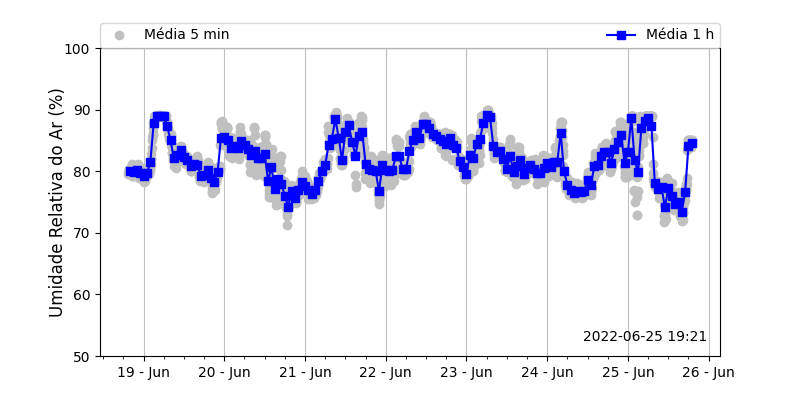 Média 5 min
Média 1 h
100
90
80
70
60
50
Umidade Relativa do Ar (%)
2022-06-25 19:21
19 - Jun
20 - Jun
21 - Jun
22 - Jun
23 - Jun
24 - Jun
25 - Jun
26 - Jun